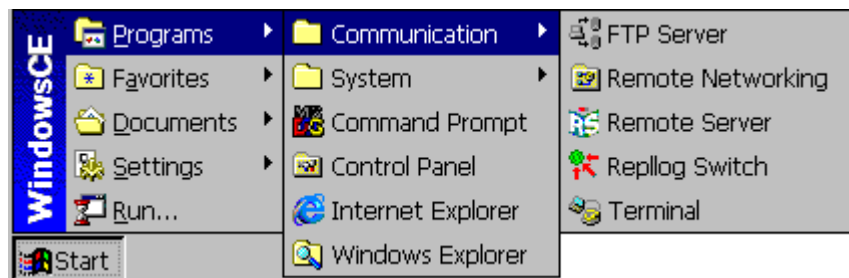 WindowsCE
Programs
Favorites
Documents
Settings
Run...
Start
Communication
System
Command Prompt
Control Panel
Internet Explorer
Windows Explorer
FTP Server
Remote Networking
Remote Server
Repllog Switch
Terminal